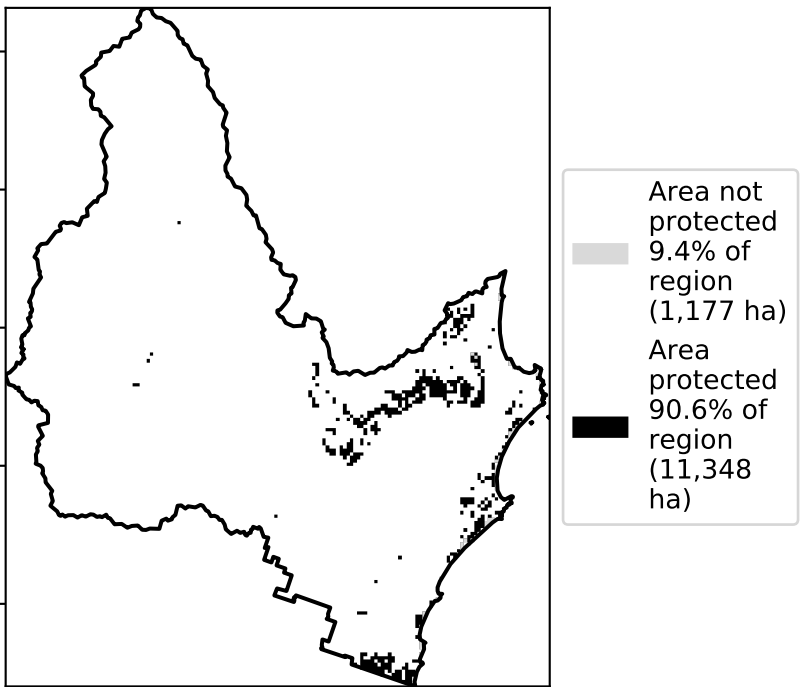 Area not
protected
9.4% of
region
(1,177 ha)
Area
protected
90.6% of
region
(11,348
ha)